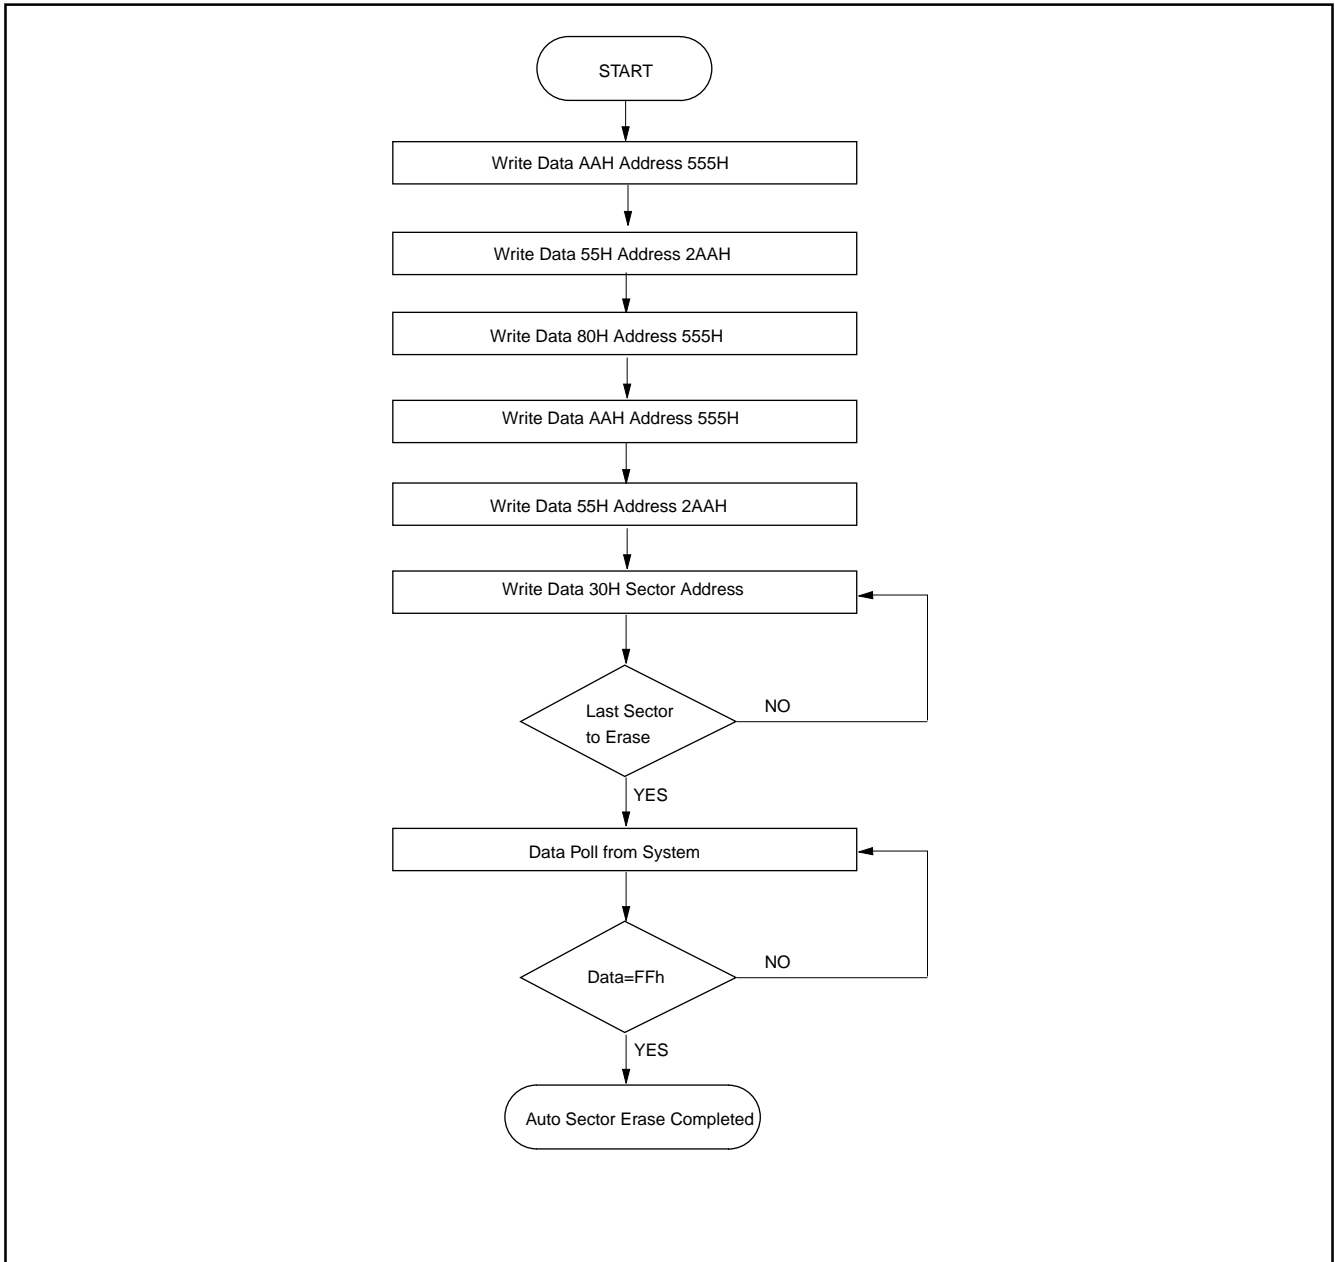 START
Write Data AAH Address 555H
Write Data 55H Address 2AAH
Write Data 80H Address 555H
Write Data AAH Address 555H
Write Data 55H Address 2AAH
Write Data 30H Sector Address
Last Sector
to Erase
NO
YES
Data Poll from System
Data=FFh
NO
YES
Auto Sector Erase Completed